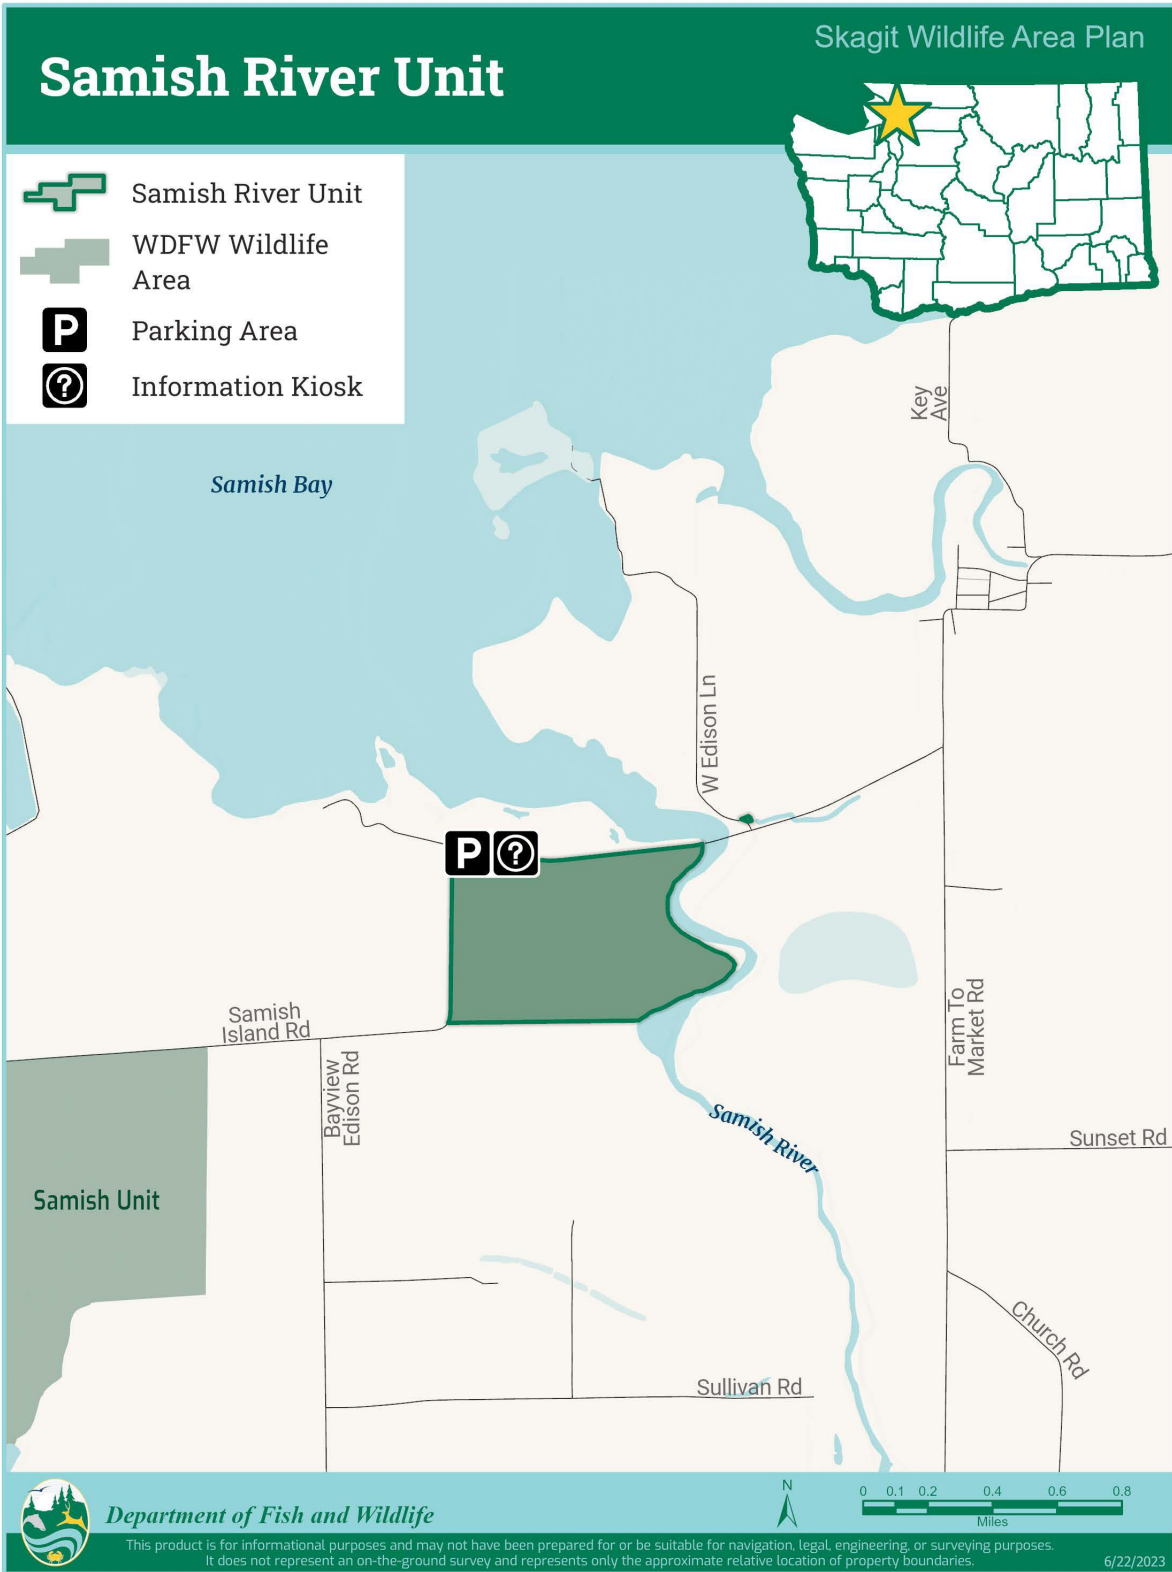 Skagit Wildlife Area Plan
Samish River Unit
Samish River Unit
WDFW Wildlife
Area
P
Parking Area
?
Information Kiosk
Key
Ave
Samish Bay
W Edison Ln
P ?
Samish
Island Rd
Bayview
Edison Rd
Farm To
Market Rd
Samish River
Sunset Rd
Samish Unit
Church Rd
Sullivan Rd
Department of Fish and Wildlife
N
0 0.1 0.2 0.4 0.6 0.8
Miles
This product is for informational purposes and may not have been prepared for or be suitable for navigation, legal, engineering, or surveying purposes.
It does not represent an on-the-ground survey and represents only the approximate relative location of property boundaries.
6/22/2023